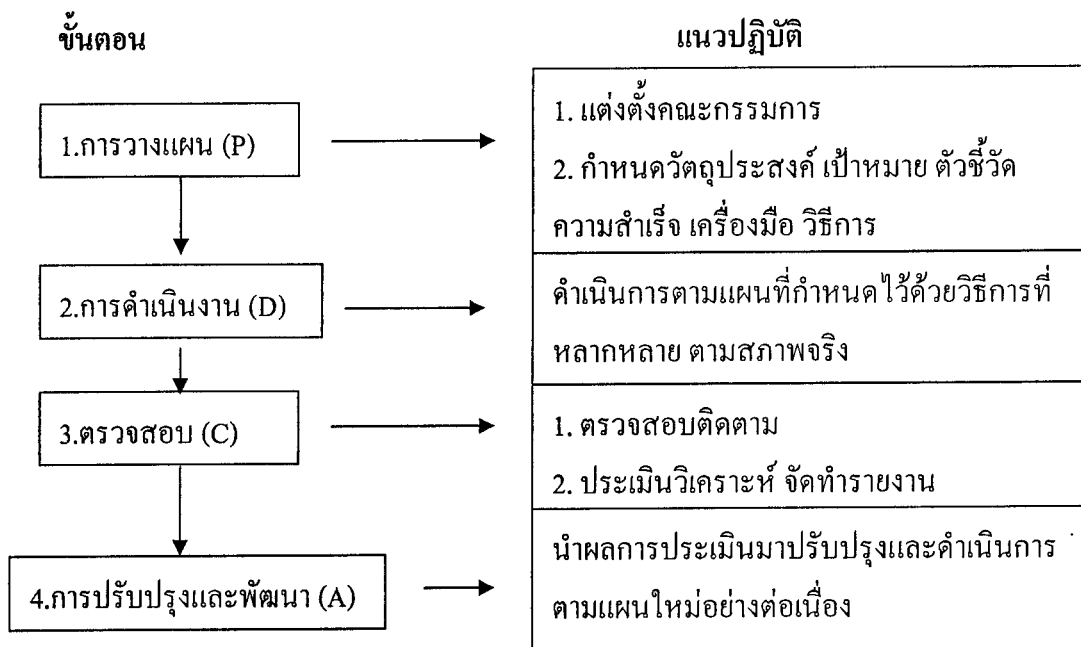 ขั้นตอน
แนวปฏิบัติ
1.การวางแผน (P)
1. แต่งตั้งคณะกรรมการ
2. กำหนดวัตถุประสงค์ เป้าหมาย ตัวชี้วัด
ความสำเร็จ เครื่องมือ วิธีการ
2.การดำเนินงาน (D)
ดำเนินการตามแผนที่กำหนดไว้ด้วยวิธีการที่
หลากหลาย ตามสภาพจริง
3.ตรวจสอบ (C)
1. ตรวจสอบติดตาม
2. ประเมินวิเคราะห์ จัดทำรายงาน
4.การปรับปรุงและพัฒนา (A)
นำผลการประเมินมาปรับปรุงและดำเนินการ
ตามแผนใหม่อย่างต่อเนื่อง